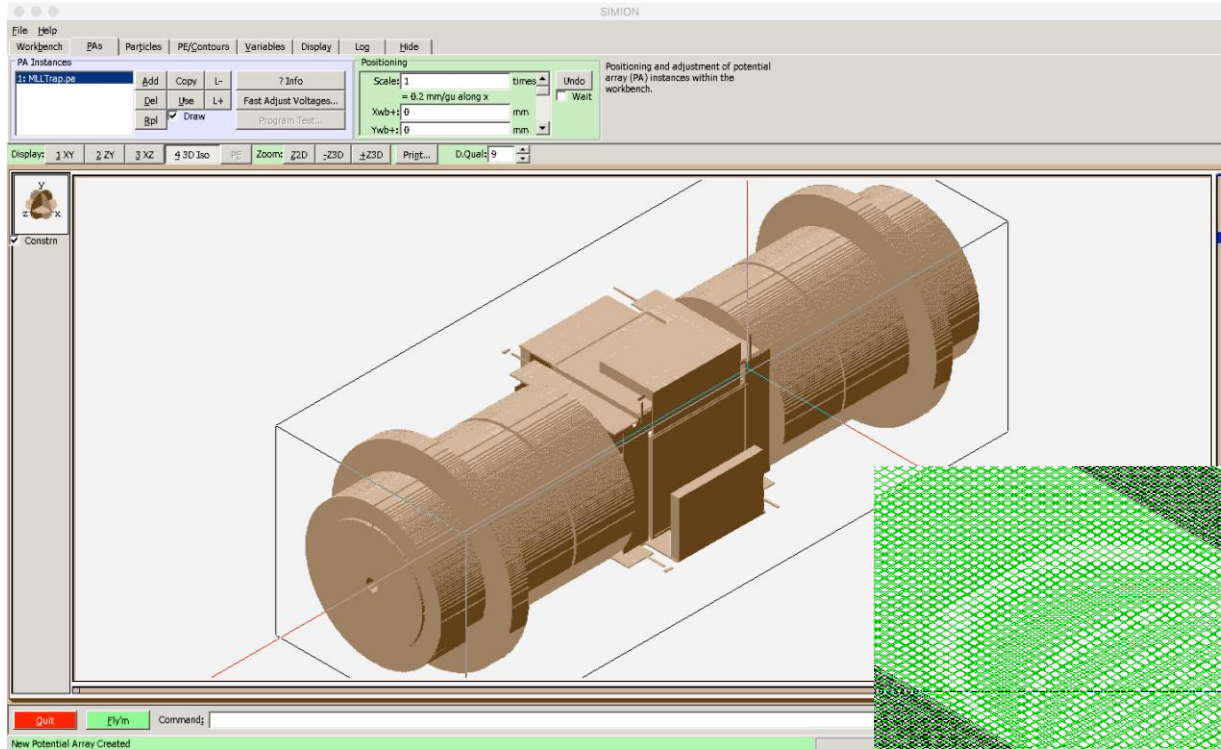 SIMION
File Help
Workbench PAs Particles PE/Contours Variables Display Log Hide
PA Instances
1: MLLTrap.pa
Add Copy L-
Del Use L+
Rpl Draw
? Info
Fast Adjust Voltages...
Program Test...
Positioning
Scale: 1 times
= 0.2 mm/gu along x
Xwb+: 0 mm
Ywb+: 0 mm
Undo
Wait
Positioning and adjustment of potential
array (PA) instances within the
workbench.
Display: 1 XY 2 ZY 3 XZ 4 3D Iso PE Zoom: Z2D -Z3D +Z3D Print... D.Qual: 9
y
z x
Constrn
Quit Fly'm Command:
New Potential Array Created